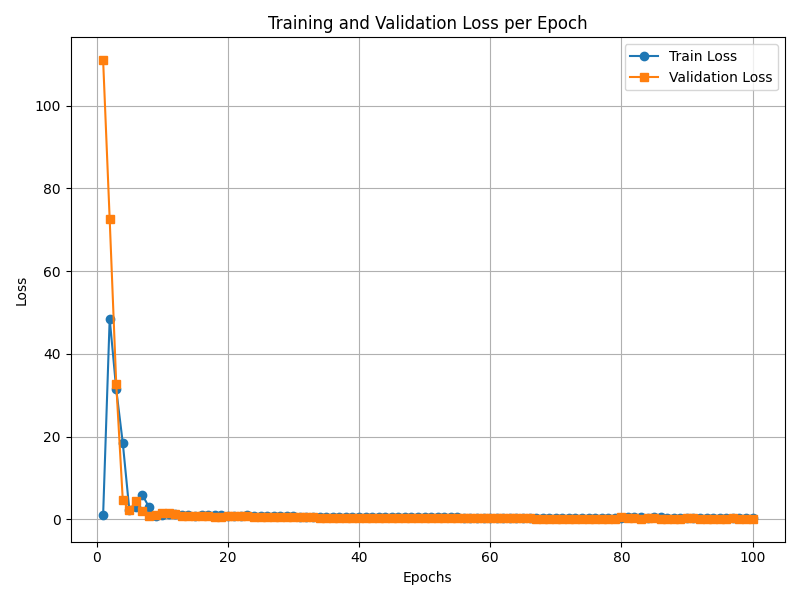 Training and Validation Loss per Epoch
Train Loss
Validation Loss
100
80
60
40
20
0
Loss
0 20 40 60 80 100
Epochs